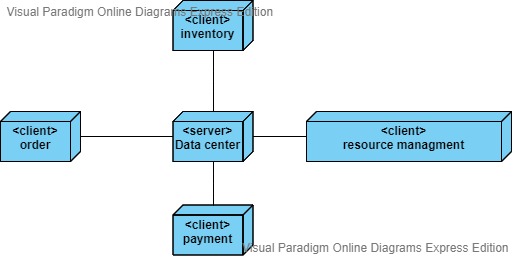 Visual Paradigm Online Diagrams Express Edition
<client>
inventory
<client>
order
<server>
Data center
<client>
resource managment
<client>
payment
Visual Paradigm Online Diagrams Express Edition